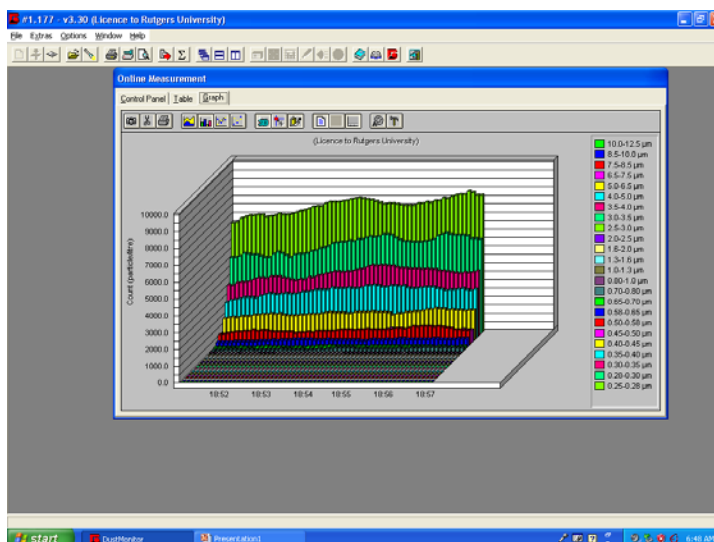 #1.177 - v3.30 (Licence to Rutgers University)
File Extras Options Window Help
Online Measurement
Control Panel Table Graph
(Licence to Rutgers University)
Count (particle/litre)
10000.0
9000.0
8000.0
7000.0
6000.0
5000.0
4000.0
3000.0
2000.0
1000.0
0.0
18:52 18:53 18:54 18:55 18:56 18:57
10.0-12.5 µm
8.5-10.0 µm
7.5-8.5 µm
6.5-7.5 µm
5.0-6.5 µm
4.0-5.0 µm
3.5-4.0 µm
3.0-3.5 µm
2.5-3.0 µm
2.0-2.5 µm
1.6-2.0 µm
1.3-1.6 µm
1.0-1.3 µm
0.80-1.0 µm
0.70-0.80 µm
0.65-0.70 µm
0.58-0.65 µm
0.50-0.58 µm
0.45-0.50 µm
0.40-0.45 µm
0.35-0.40 µm
0.30-0.35 µm
0.28-0.30 µm
0.25-0.28 µm
start DustMonitor Presentation1 6:48 AM